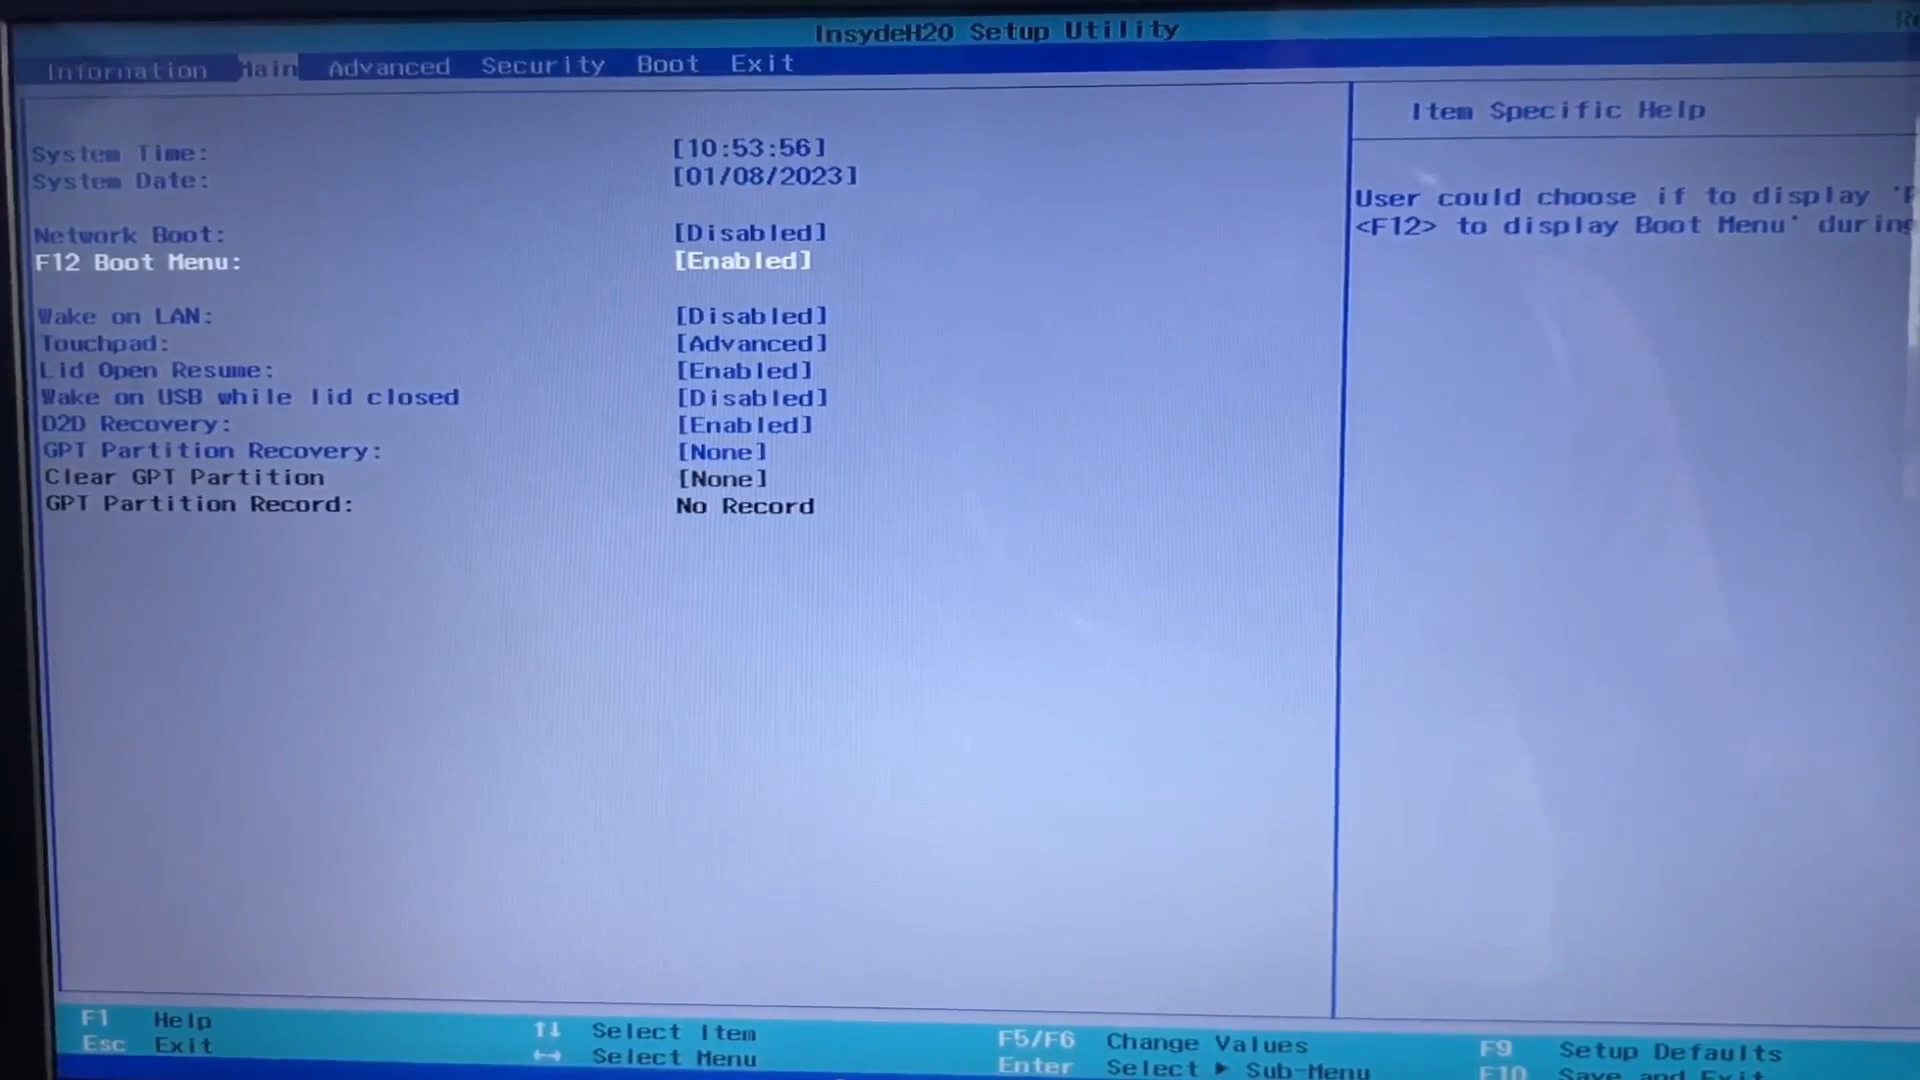 InsydeH20 Setup Utility
Information Main Advanced Security Boot Exit
Item Specific Help
System Time: [10:53:56]
System Date: [01/08/2023]
User could choose if to display
<F12> to display Boot Menu' during
Network Boot: [Disabled]
F12 Boot Menu: [Enabled]
Wake on LAN: [Disabled]
Touchpad: [Advanced]
Lid Open Resume: [Enabled]
Wake on USB while lid closed [Disabled]
D2D Recovery: [Enabled]
GPT Partition Recovery: [None]
Clear GPT Partition [None]
GPT Partition Record: No Record
F1 Help ↑↓ Select Item F5/F6 Change Values F9 Setup Defaults
Esc Exit ↔ Select Menu Enter Select ▶ Sub-Menu F10 Save and Exit